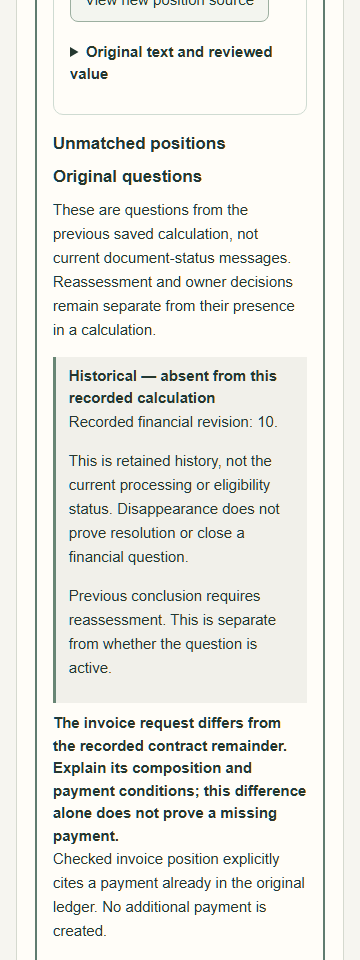 View new position source
▶ Original text and reviewed
value
Unmatched positions
Original questions
These are questions from the
previous saved calculation, not
current document-status messages.
Reassessment and owner decisions
remain separate from their presence
in a calculation.
Historical — absent from this
recorded calculation
Recorded financial revision: 10.
This is retained history, not the
current processing or eligibility
status. Disappearance does not
prove resolution or close a
financial question.
Previous conclusion requires
reassessment. This is separate
from whether the question is
active.
The invoice request differs from
the recorded contract remainder.
Explain its composition and
payment conditions; this difference
alone does not prove a missing
payment.
Checked invoice position explicitly
cites a payment already in the original
ledger. No additional payment is
created.